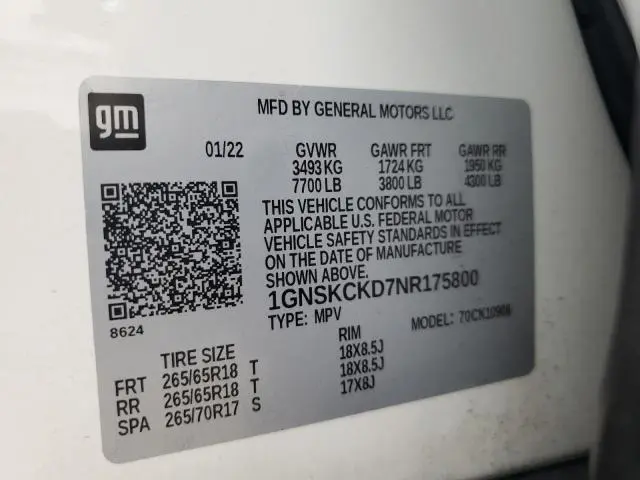 gm
MFD BY GENERAL MOTORS LLC
01/22 GVWR GAWR FRT GAWR RR
3493 KG 1724 KG 1950 KG
7700 LB 3800 LB 4300 LB
THIS VEHICLE CONFORMS TO ALL
APPLICABLE U.S. FEDERAL MOTOR
VEHICLE SAFETY STANDARDS IN EFFECT
ON THE DATE OF MANUFACTURE
SHOWN ABOVE.
1GNSKCKD7NR175800
8624
TYPE: MPV MODEL: 70CK10906
TIRE SIZE RIM
FRT 265/65R18 T 18X8.5J
RR 265/65R18 T 18X8.5J
SPA 265/70R17 S 17X8J